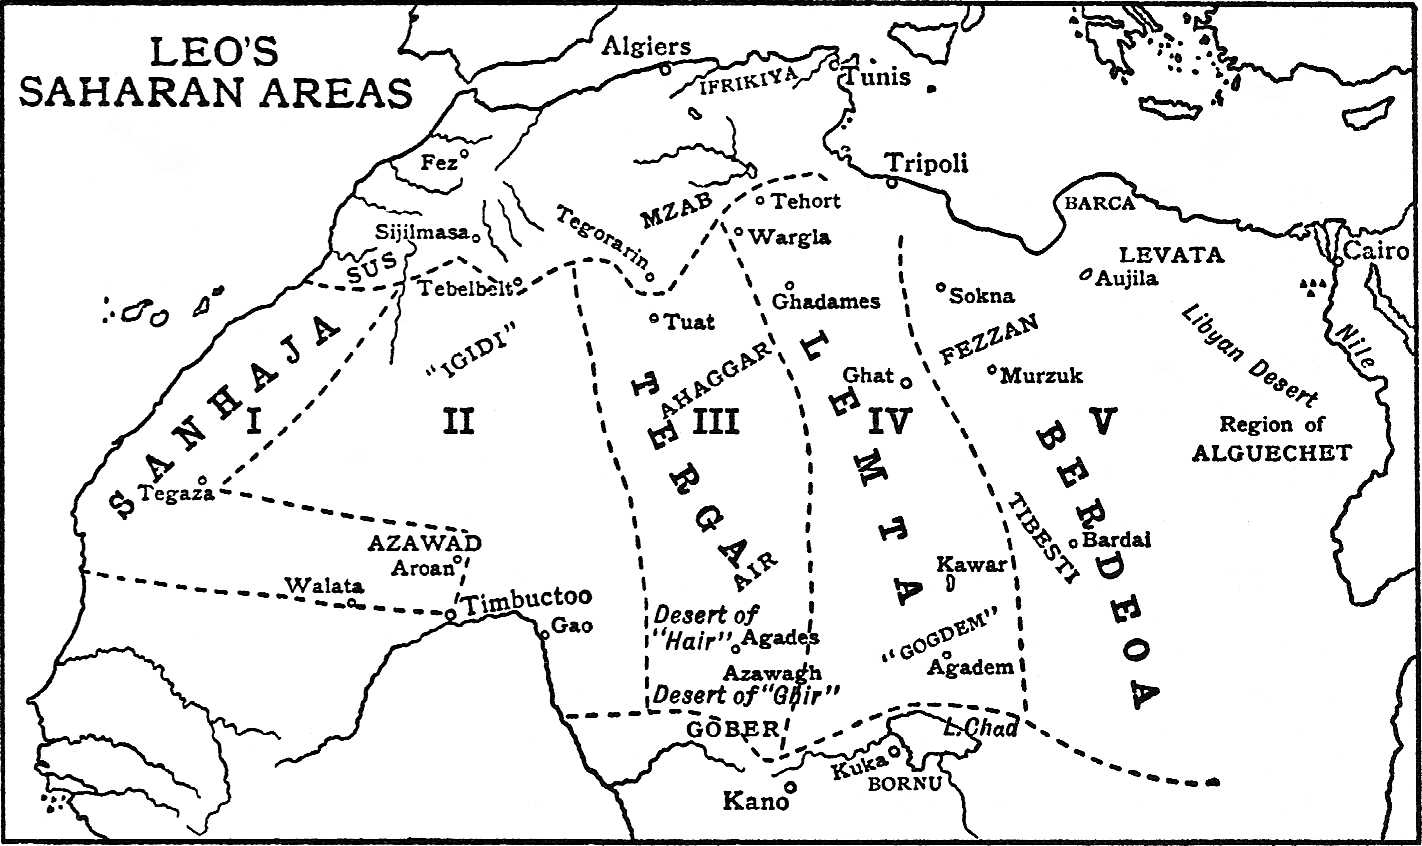 LEO'S
SAHARAN AREAS
Algiers
IFRIKIYA
Tunis
Fez
Tripoli
MZAB
Tehort
BARCA
Tegorarin
Sijilmasa
Wargla
LEVATA
Cairo
SUS
Tebelbelt
Ghadames
Sokna
Aujila
Tuat
"IGIDI"
FEZZAN
Libyan Desert
Nile
SANHAJA
AHAGGAR
Ghat
Murzuk
I
II
III
IV
V
TERGA
LEMTA
BERDEOA
Region of
ALGUECHET
Tegaza
AZAWAD
Aroan
TIBESTI
Bardai
AIR
Kawar
Walata
Timbuctoo
Gao
Desert of
"Hair"
Agades
"GOGDEM"
Agadem
Azawagh
Desert of "Ghir"
GOBER
L. Chad
Kuka
BORNU
Kano